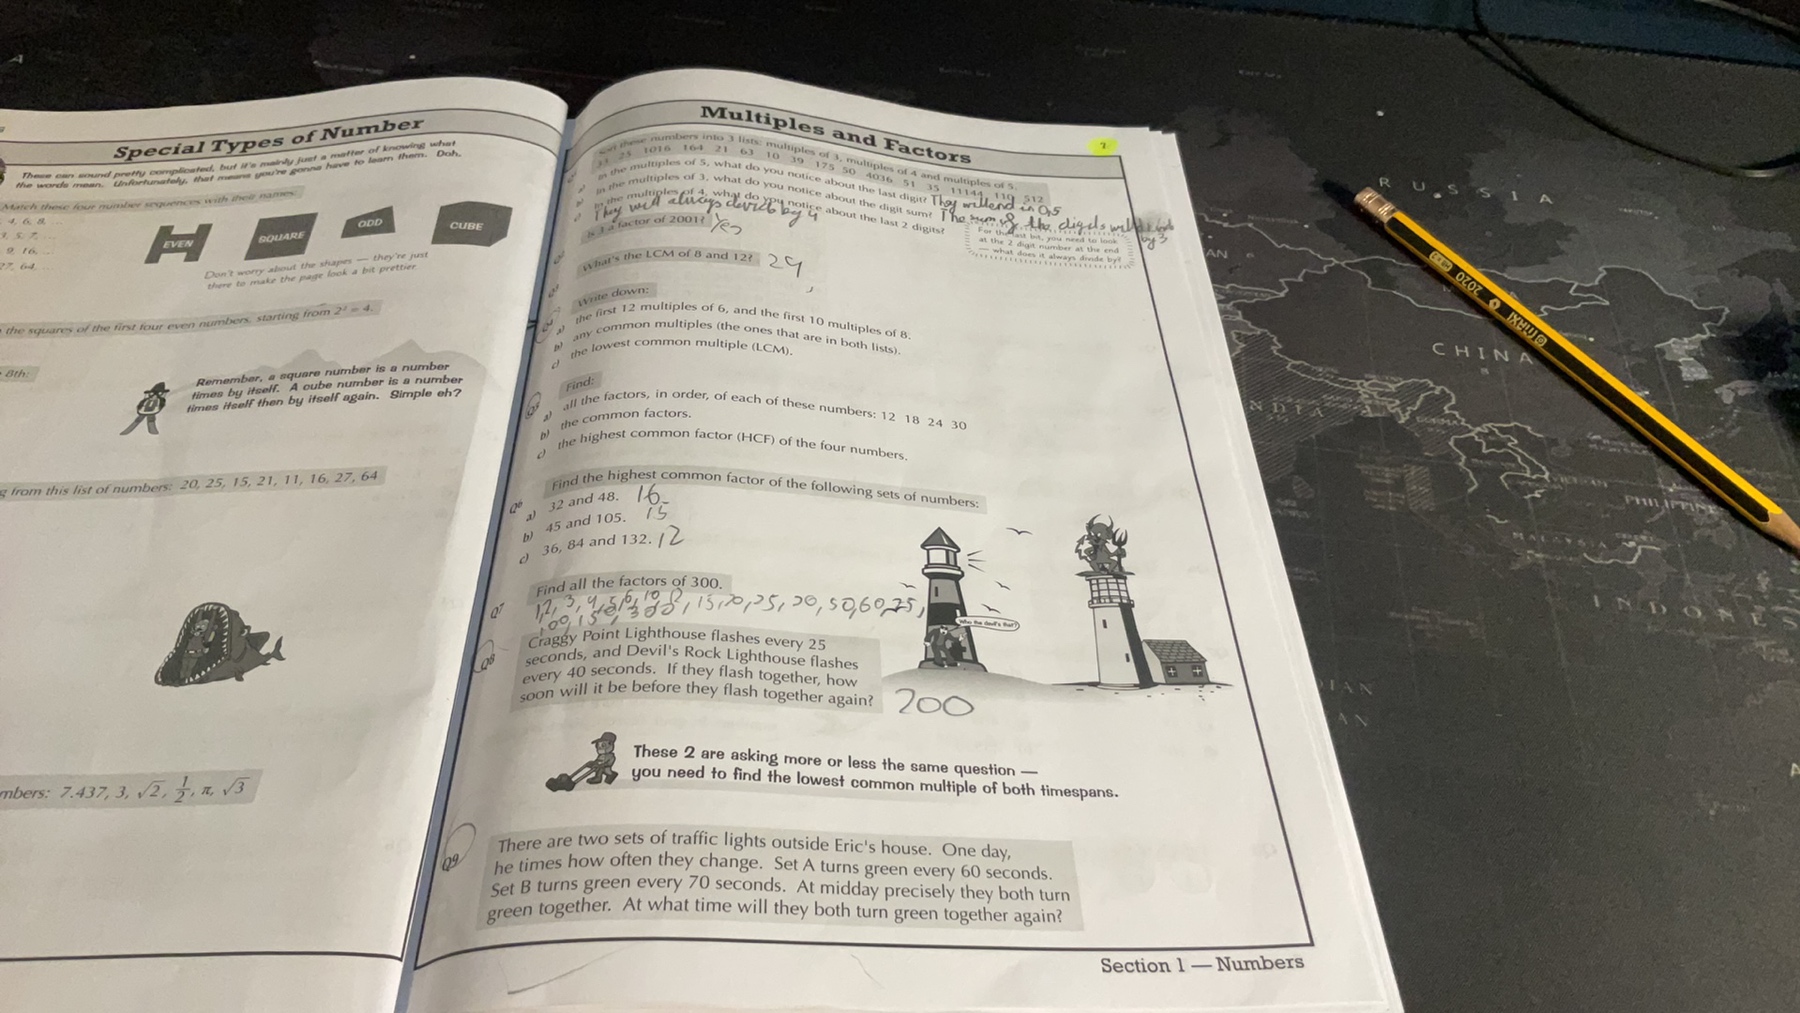 Special Types of Number
These can sound pretty complicated, but it's mainly just a matter of knowing what
the words mean. Unfortunately, that means you're gonna have to learn them. Doh.
Match these four number sequences with their names:
4, 6, 8, ...
3, 5, 7, ...
9, 16, ...
27, 64, ...
EVEN
SQUARE
ODD
CUBE
Don't worry about the shapes — they're just
there to make the page look a bit prettier.
the squares of the first four even numbers, starting from 2² = 4.
8th:
Remember, a square number is a number
times by itself. A cube number is a number
times itself then by itself again. Simple eh?
from this list of numbers: 20, 25, 15, 21, 11, 16, 27, 64
mbers: 7.437, 3, √2, 1/2, π, √3
Multiples and Factors
these numbers into 3 lists: multiples of 3, multiples of 4 and multiples of 5.
25 1016 164 21 63 10 39 175 50 4036 51 35 11144 112
a) In the multiples of 5, what do you notice about the last digit? They will end in 0,5
b) In the multiples of 3, what do you notice about the digit sum? The sum of the digits will
by 3
c) In the multiples of 4, what do you notice about the last 2 digits?
They will always divide by 4
For the last bit, you need to look
at the 2 digit number at the end
— what does it always divide by?
Is 3 a factor of 2001? Yes
What's the LCM of 8 and 12? 24
Write down:
a) the first 12 multiples of 6, and the first 10 multiples of 8.
b) any common multiples (the ones that are in both lists).
c) the lowest common multiple (LCM).
Find:
a) all the factors, in order, of each of these numbers: 12 18 24 30
b) the common factors.
c) the highest common factor (HCF) of the four numbers.
Q6 Find the highest common factor of the following sets of numbers:
a) 32 and 48. 16
b) 45 and 105. 15
c) 36, 84 and 132. 12
Q7 Find all the factors of 300.
1, 2, 3, 4, 5, 6, 10, 12, 15, 20, 25, 30, 50, 60, 75,
100, 150, 300
Q8 Craggy Point Lighthouse flashes every 25
seconds, and Devil's Rock Lighthouse flashes
every 40 seconds. If they flash together, how
soon will it be before they flash together again? 200
Who the devil's that?
These 2 are asking more or less the same question —
you need to find the lowest common multiple of both timespans.
Q9 There are two sets of traffic lights outside Eric's house. One day,
he times how often they change. Set A turns green every 60 seconds.
Set B turns green every 70 seconds. At midday precisely they both turn
green together. At what time will they both turn green together again?
Section 1 — Numbers
RUSSIA
CHINA
PHILIPPIN
MALAYSIA
INDONES
2020